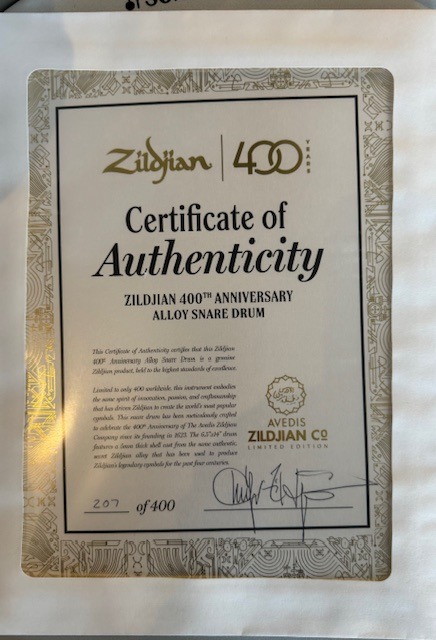 Zildjian 400 YEARS
Certificate of
Authenticity
ZILDJIAN 400TH ANNIVERSARY
ALLOY SNARE DRUM
This Certificate of Authenticity certifies that this Zildjian
400th Anniversary Alloy Snare Drum is a genuine
Zildjian product, held to the highest standards of excellence.
Limited to only 400 worldwide, this instrument embodies
the same spirit of innovation, passion, and craftsmanship
that has driven Zildjian to create the world's most popular
cymbals. This snare drum has been meticulously crafted
to celebrate the 400th Anniversary of The Avedis Zildjian
Company since its founding in 1623. The 6.5"x14" drum
features a 3mm thick shell cast from the same authentic,
secret Zildjian alloy that has been used to produce
Zildjian's legendary cymbals for the past four centuries.
AVEDIS
ZILDJIAN CO
LIMITED EDITION
207 of 400